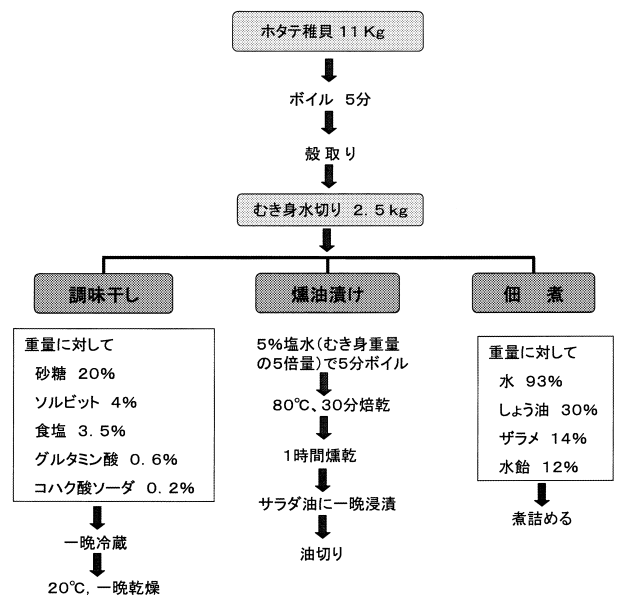 ホタテ稚貝 11Kg
ボイル 5分
殻取り
むき身水切り 2.5kg
調味干し
重量に対して
砂糖 20%
ソルビット 4%
食塩 3.5%
グルタミン酸 0.6%
コハク酸ソーダ 0.2%
一晩冷蔵
20℃, 一晩乾燥
燻油漬け
5%塩水(むき身重量
の5倍量)で5分ボイル
80℃、30分焙乾
1時間燻乾
サラダ油に一晩浸漬
油切り
佃 煮
重量に対して
水 93%
しょう油 30%
ザラメ 14%
水飴 12%
煮詰める